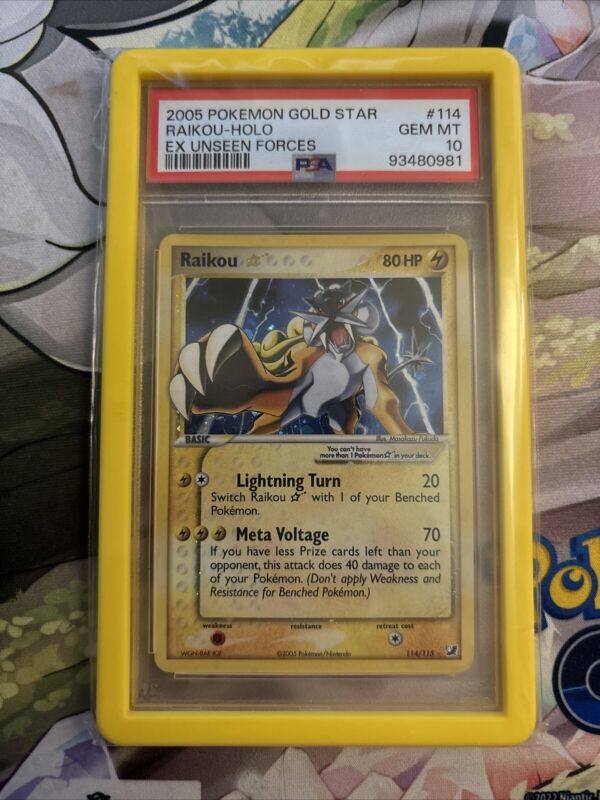 2005 POKEMON GOLD STAR #114
RAIKOU-HOLO GEM MT
EX UNSEEN FORCES 10
PSA 93480981
Raikou ☆ 80 HP
BASIC Illus. Masakazu Fukuda
You can't have
more than 1 Pokémon☆ in your deck.
Lightning Turn 20
Switch Raikou ☆ with 1 of your Benched
Pokémon.
Meta Voltage 70
If you have less Prize cards left than your
opponent, this attack does 40 damage to each
of your Pokémon. (Don't apply Weakness and
Resistance for Benched Pokémon.)
weakness resistance retreat cost
©2005 Pokémon/Nintendo 114/115
©2022 Niantic